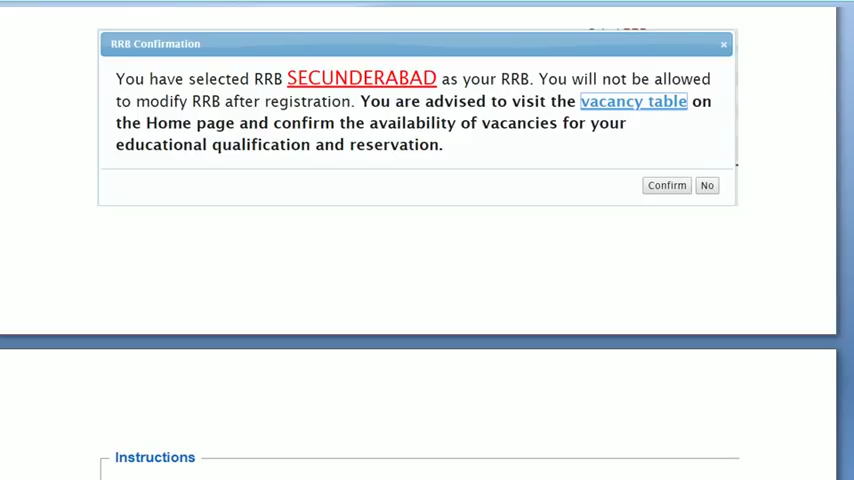 RRB Confirmation
You have selected RRB SECUNDERABAD as your RRB. You will not be allowed
to modify RRB after registration. You are advised to visit the vacancy table on
the Home page and confirm the availability of vacancies for your
educational qualification and reservation.
Confirm No
Instructions